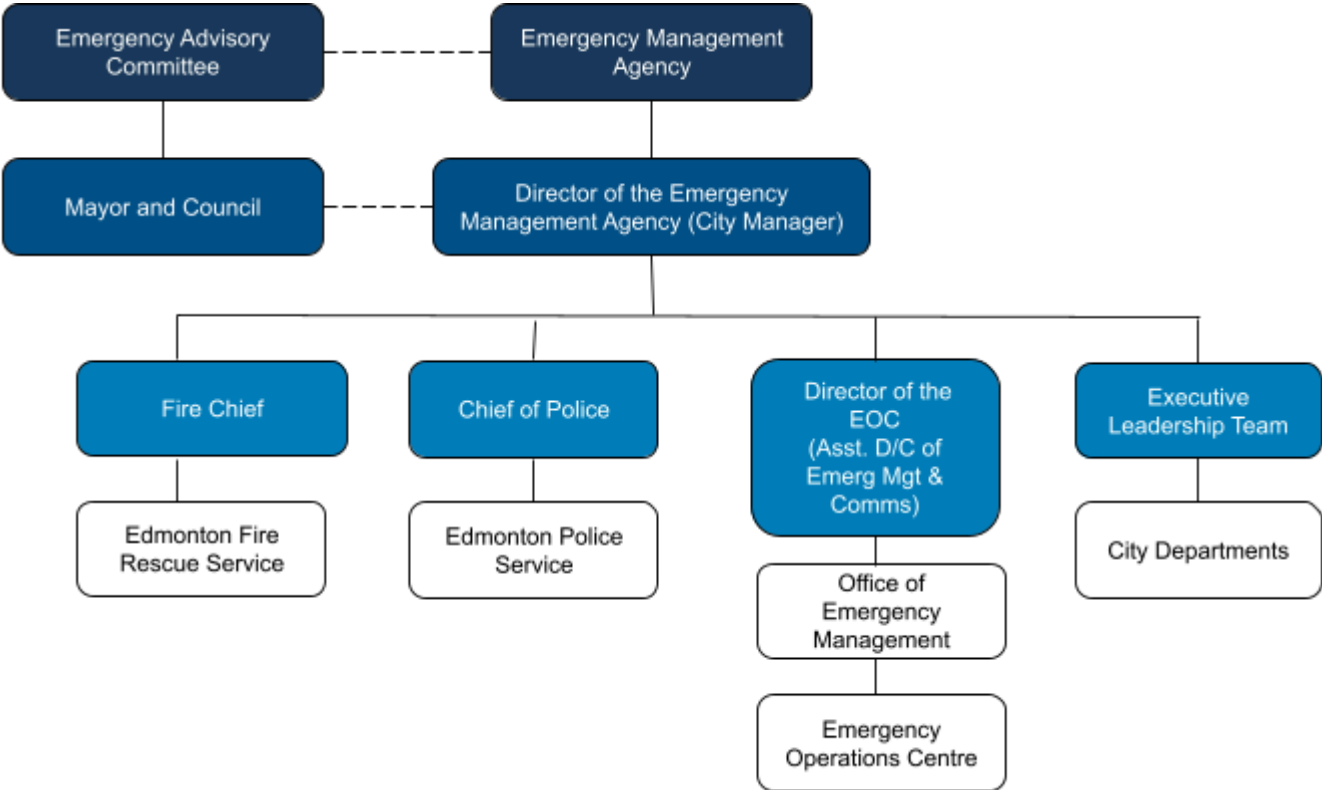 Emergency Advisory
Committee
Emergency Management
Agency
Mayor and Council
Director of the Emergency
Management Agency (City Manager)
Fire Chief
Chief of Police
Director of the
EOC
(Asst. D/C of
Emerg Mgt &
Comms)
Executive
Leadership Team
Edmonton Fire
Rescue Service
Edmonton Police
Service
Office of
Emergency
Management
City Departments
Emergency
Operations Centre